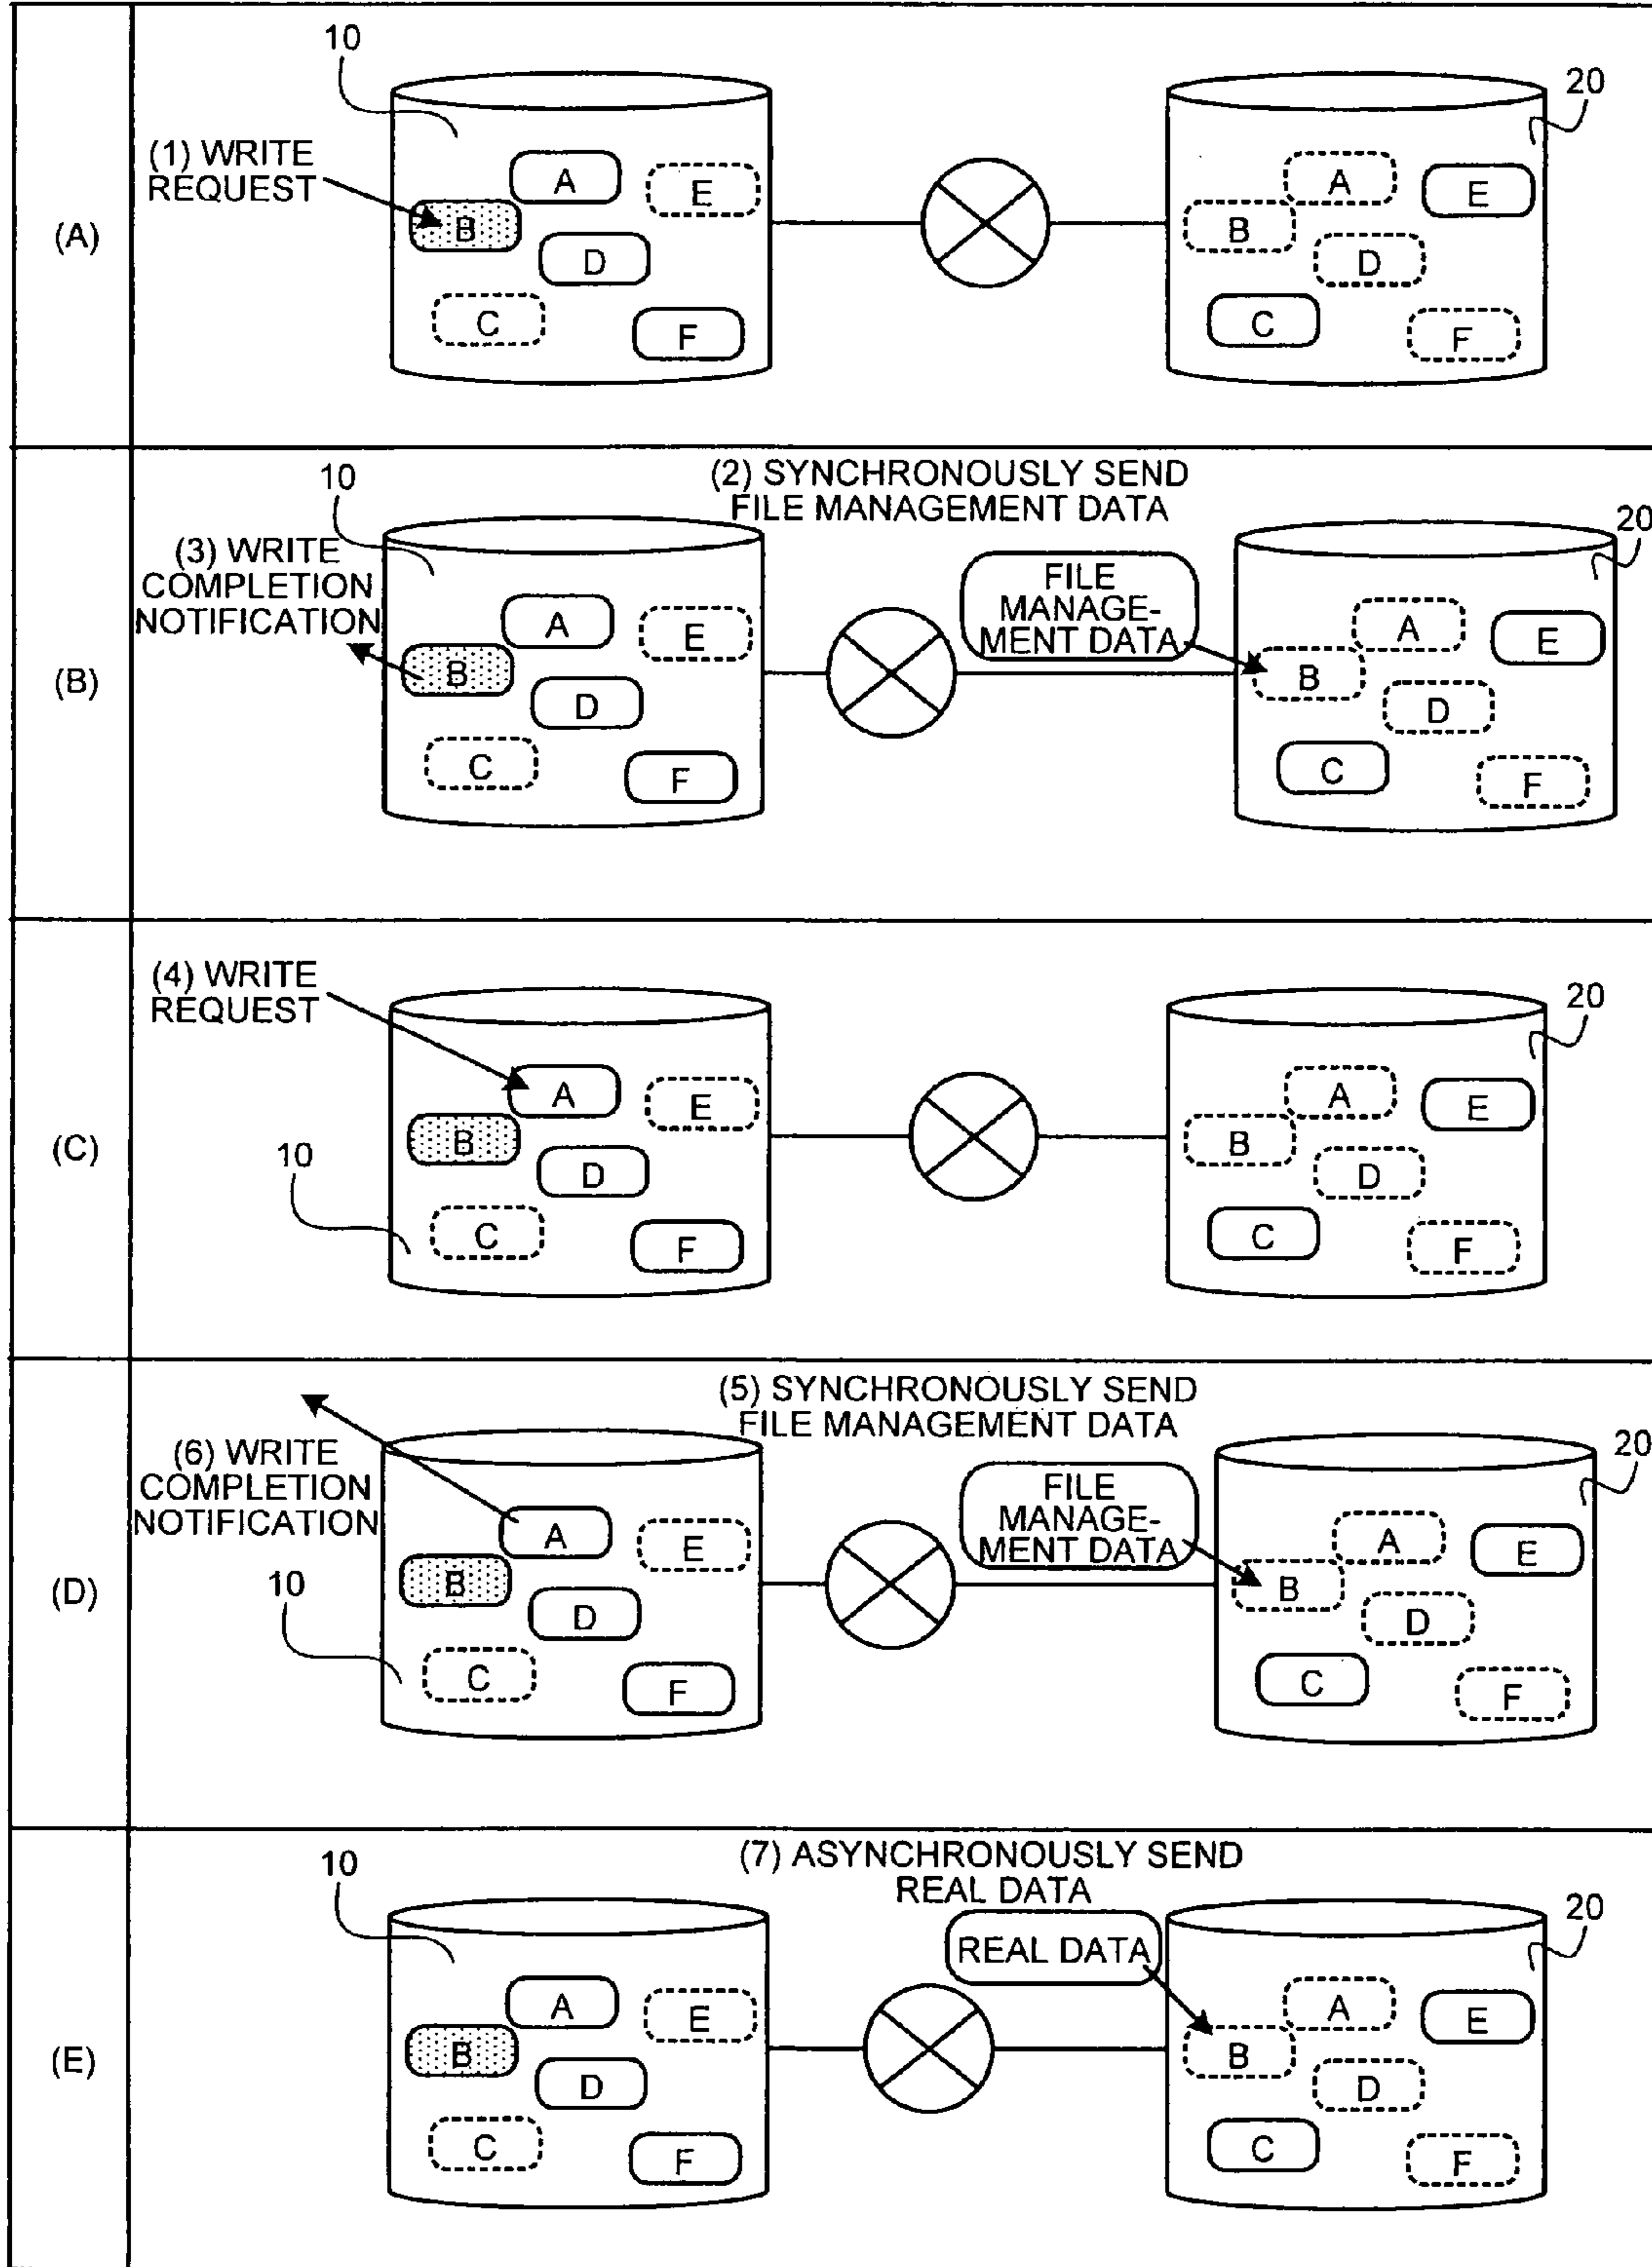 (A)
10
20
(1) WRITE
REQUEST
A
E
B
D
C
F
A
E
B
D
C
F
(B)
(2) SYNCHRONOUSLY SEND
FILE MANAGEMENT DATA
10
20
(3) WRITE
COMPLETION
NOTIFICATION
FILE
MANAGE-
MENT DATA
A
E
B
D
C
F
A
E
B
D
C
F
(C)
(4) WRITE
REQUEST
20
10
A
E
B
D
C
F
A
E
B
D
C
F
(D)
(5) SYNCHRONOUSLY SEND
FILE MANAGEMENT DATA
20
(6) WRITE
COMPLETION
NOTIFICATION
10
FILE
MANAGE-
MENT DATA
A
E
B
D
C
F
A
E
B
D
C
F
(E)
(7) ASYNCHRONOUSLY SEND
REAL DATA
10
20
REAL DATA
A
E
B
D
C
F
A
E
B
D
C
F